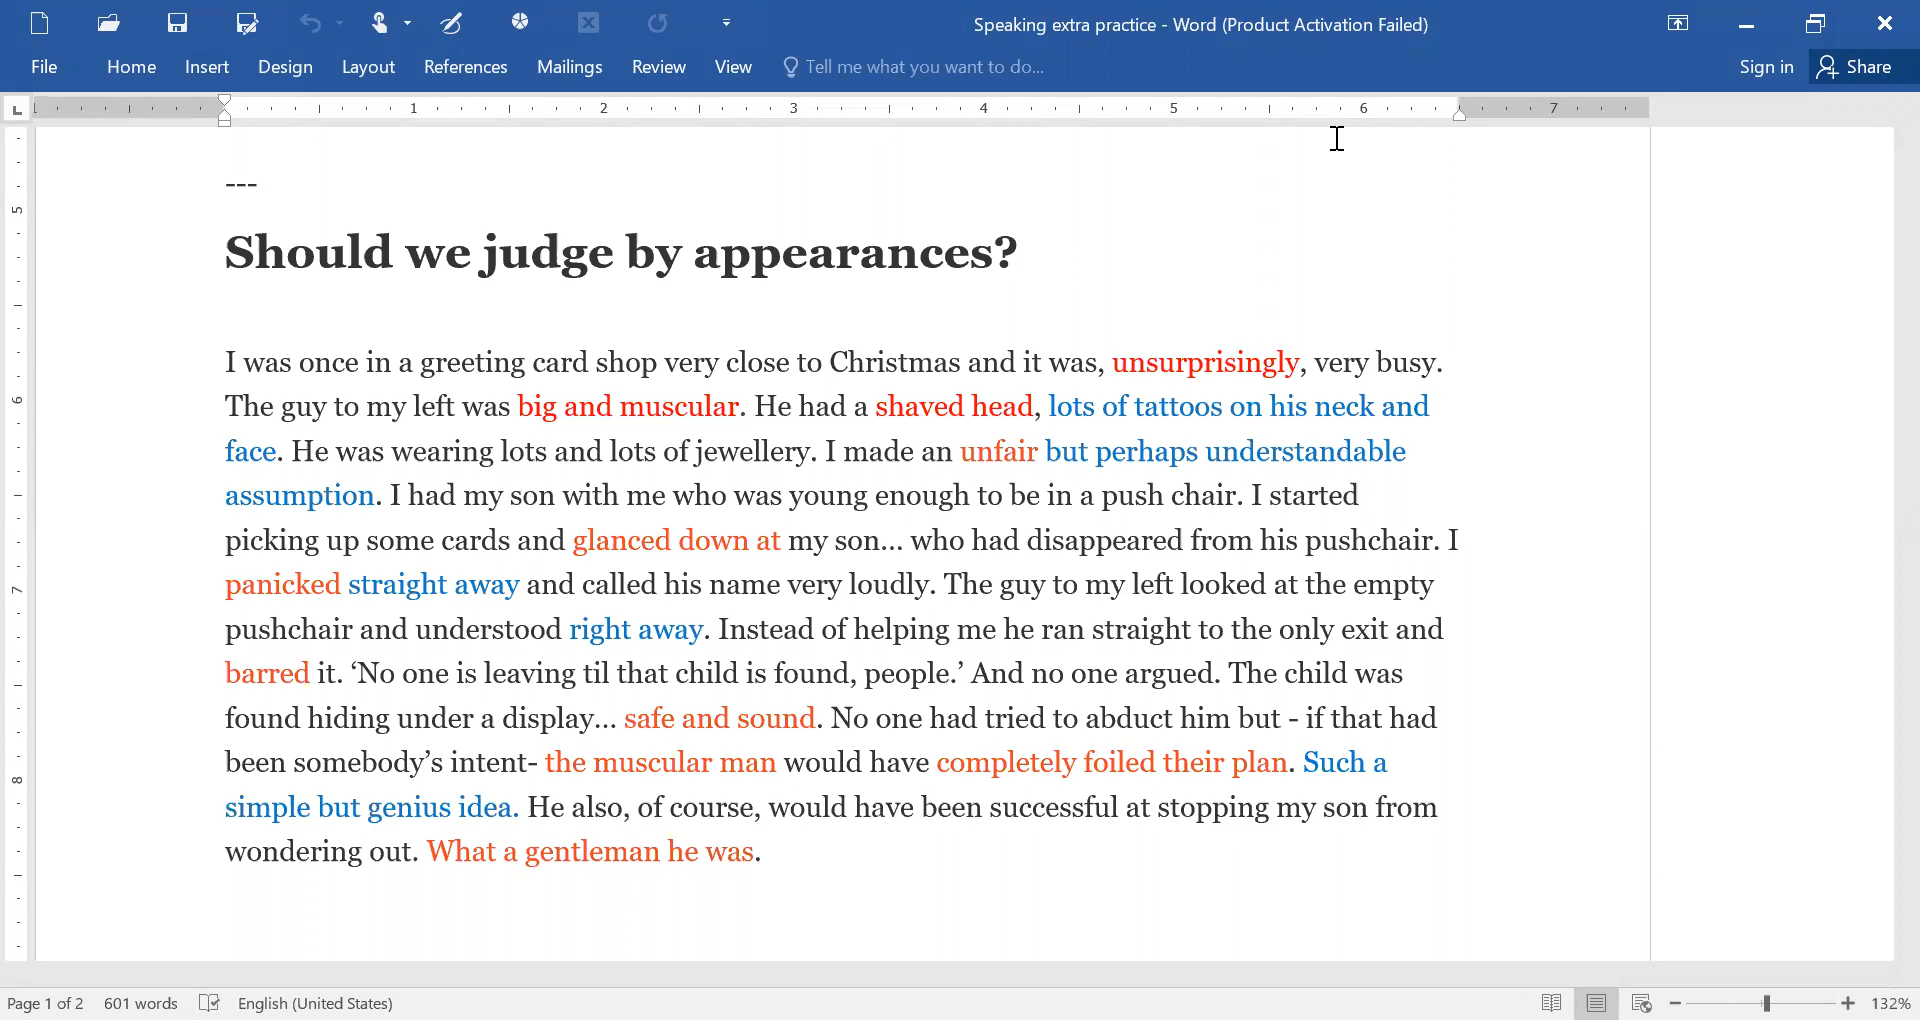 Speaking extra practice - Word (Product Activation Failed)
File Home Insert Design Layout References Mailings Review View Tell me what you want to do... Sign in Share
1 2 3 4 5 6 7
---
Should we judge by appearances?
I was once in a greeting card shop very close to Christmas and it was, unsurprisingly, very busy.
The guy to my left was big and muscular. He had a shaved head, lots of tattoos on his neck and
face. He was wearing lots and lots of jewellery. I made an unfair but perhaps understandable
assumption. I had my son with me who was young enough to be in a push chair. I started
picking up some cards and glanced down at my son... who had disappeared from his pushchair. I
panicked straight away and called his name very loudly. The guy to my left looked at the empty
pushchair and understood right away. Instead of helping me he ran straight to the only exit and
barred it. ‘No one is leaving til that child is found, people.’ And no one argued. The child was
found hiding under a display... safe and sound. No one had tried to abduct him but - if that had
been somebody’s intent- the muscular man would have completely foiled their plan. Such a
simple but genius idea. He also, of course, would have been successful at stopping my son from
wondering out. What a gentleman he was.
5
6
7
8
Page 1 of 2 601 words English (United States) 132%